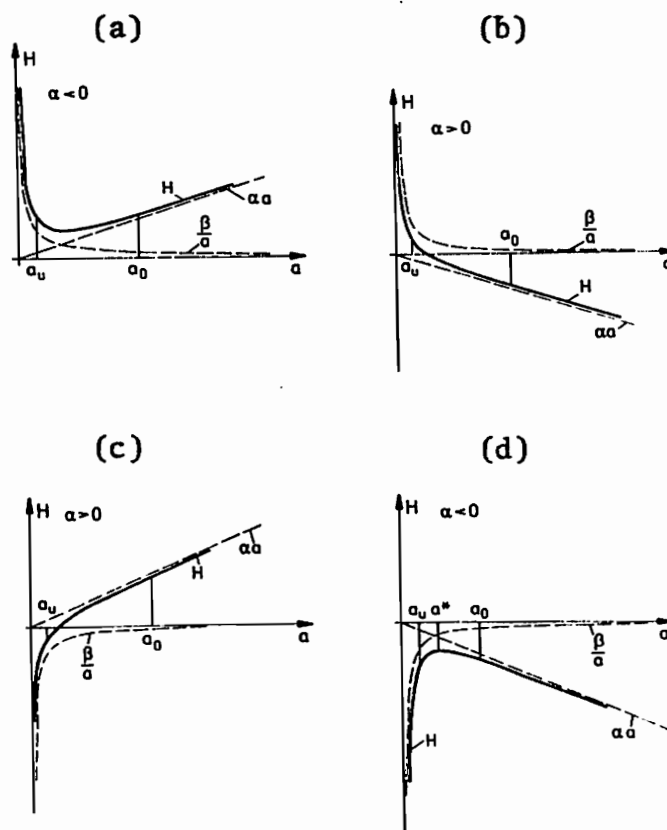 (a)
H
α < 0
H
αa
β/a
a_u
a_0
a
(b)
H
α > 0
a_0
β/a
a_u
a
H
αa
(c)
H
α > 0
αa
H
a_u
a_0
a
β/a
(d)
H
α < 0
a_u a* a_0
a
β/a
αa
H